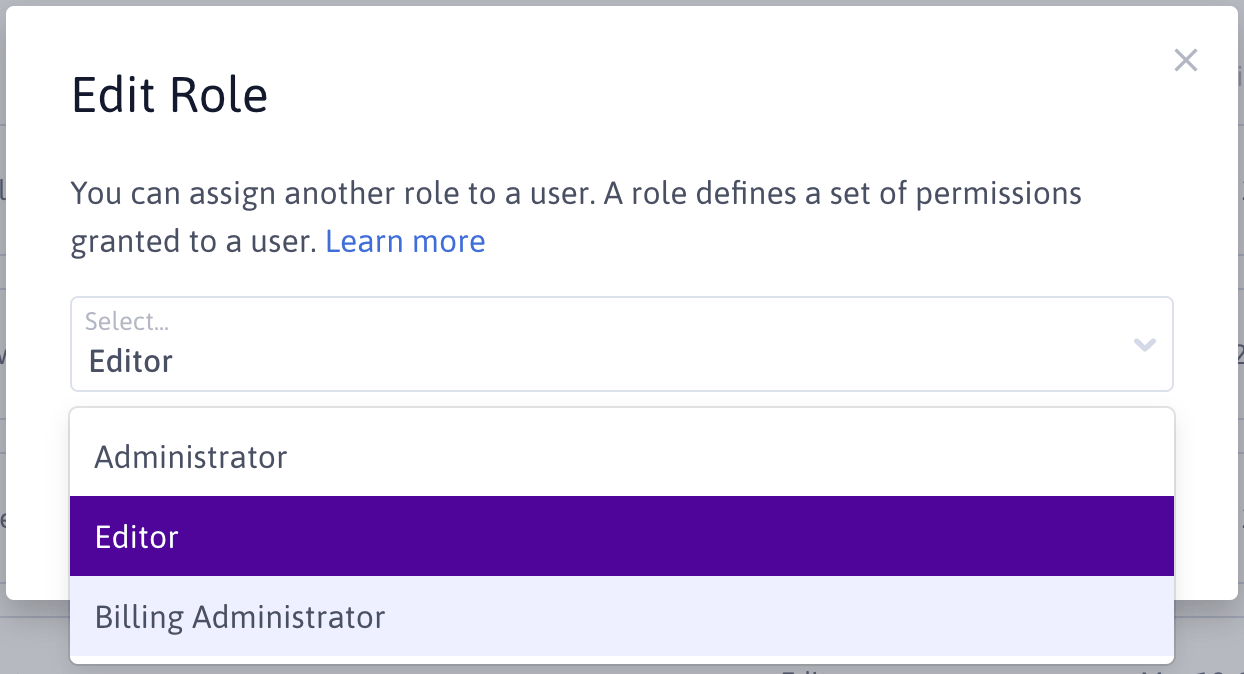 Edit Role
You can assign another role to a user. A role defines a set of permissions
granted to a user. Learn more
Select...
Editor
Administrator
Editor
Billing Administrator